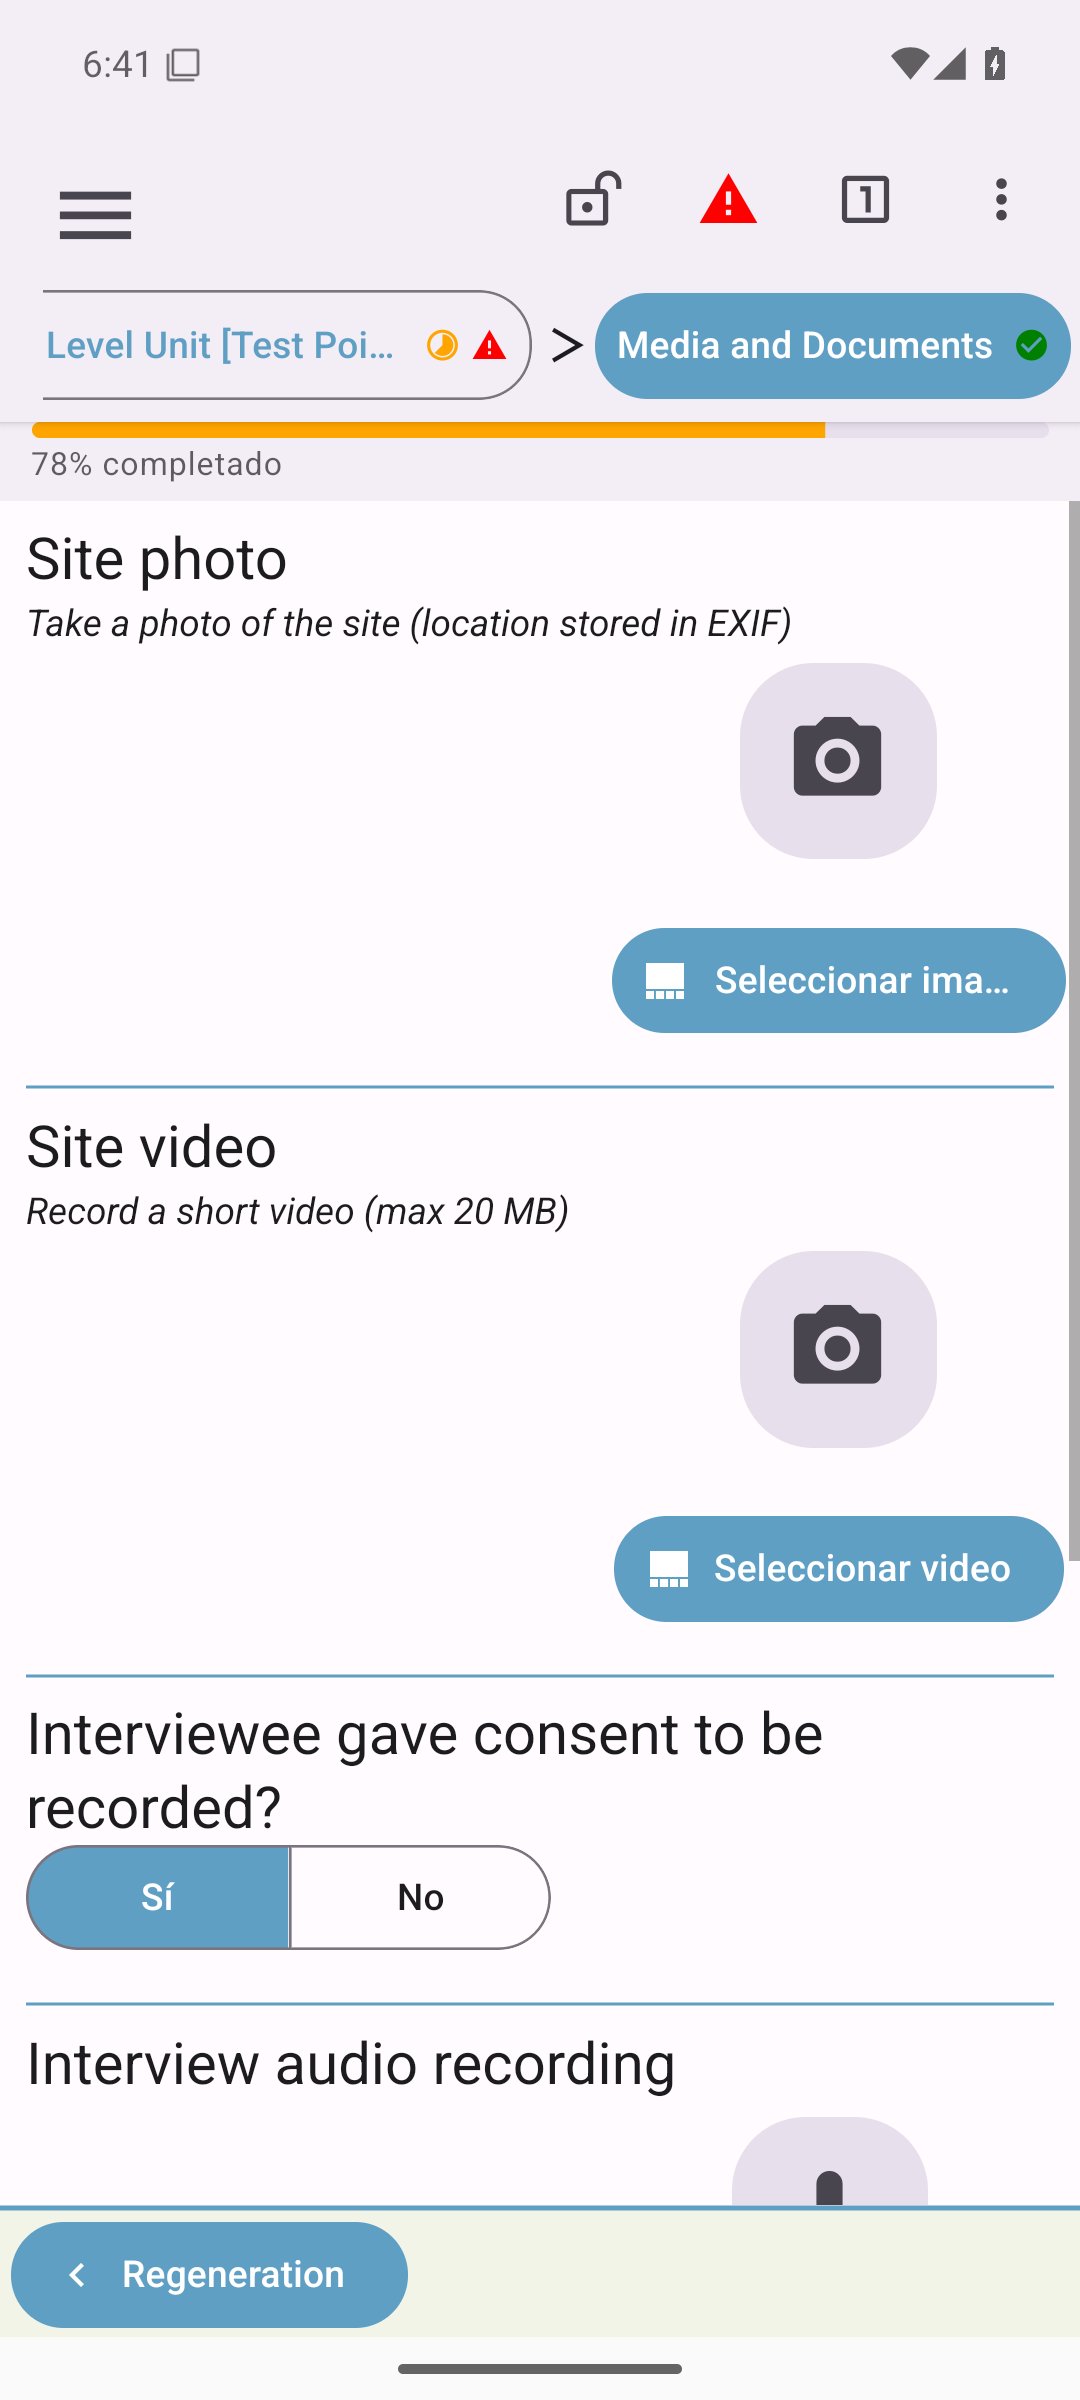 6:41
1
Level Unit [Test Poi...
>
Media and Documents
78% completado
Site photo
Take a photo of the site (location stored in EXIF)
Seleccionar ima...
Site video
Record a short video (max 20 MB)
Seleccionar video
Interviewee gave consent to be
recorded?
Sí
No
Interview audio recording
Regeneration